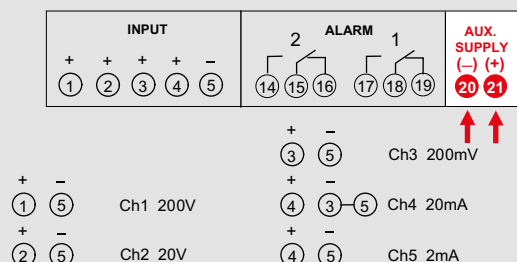 INPUT
ALARM
AUX.
SUPPLY
(–) (+)
2 1
+ + + + –
1 2 3 4 5
14 15 16 17 18 19
20 21
+ –
3 5 Ch3 200mV
+ – + –
1 5 Ch1 200V 4 3 5 Ch4 20mA
+ – + –
2 5 Ch2 20V 4 5 Ch5 2mA